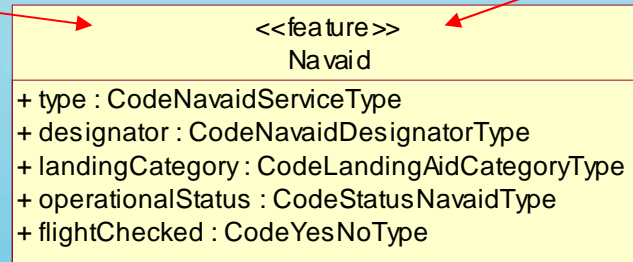 <<feature>>
Navaid
+ type : CodeNavaidServiceType
+ designator : CodeNavaidDesignatorType
+ landingCategory : CodeLandingAidCategoryType
+ operationalStatus : CodeStatusNavaidType
+ flightChecked : CodeYesNoType